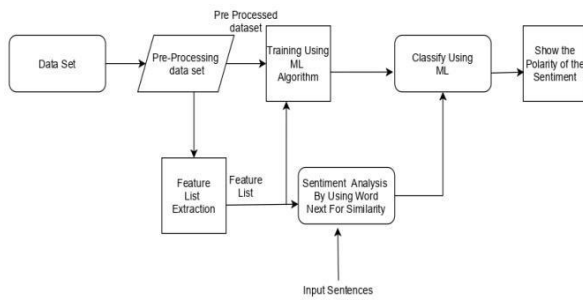 Pre Processed
dataset
Data Set
Pre-Processing
data set
Training Using
ML
Algorithm
Classify Using
ML
Show the
Polarity of the
Sentiment
Feature
List
Extraction
Feature
List
Sentiment Analysis
By Using Word
Next For Similarity
Input Sentences